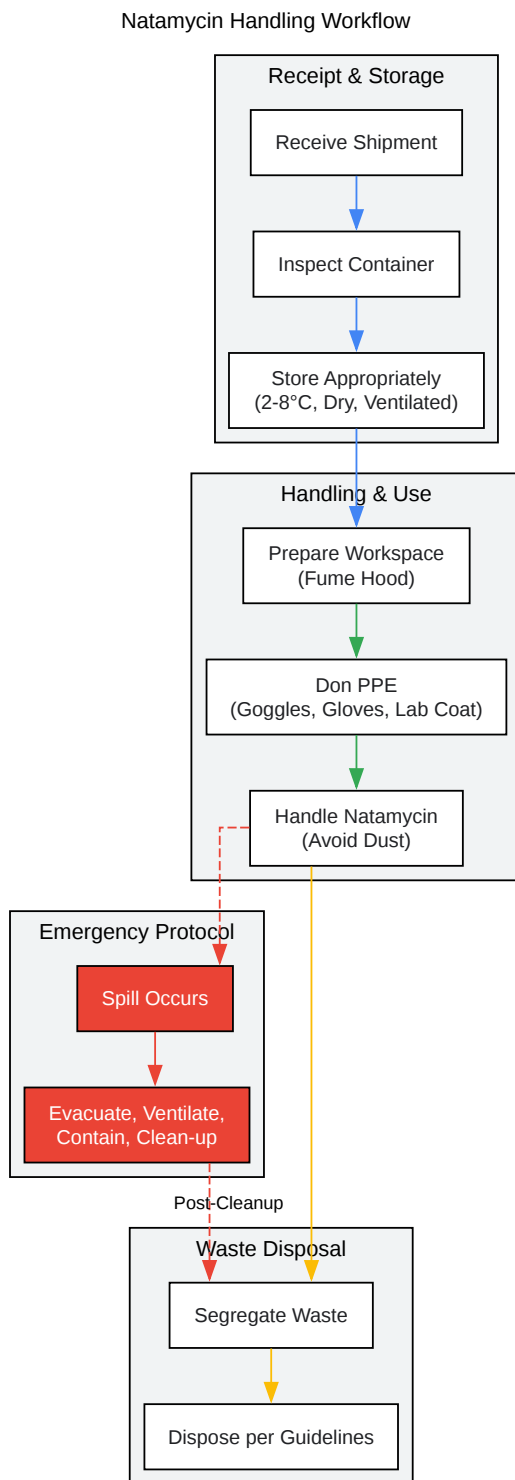 Natamycin Handling Workflow
Receipt & Storage
Receive Shipment
Inspect Container
Store Appropriately
(2-8°C, Dry, Ventilated)
Handling & Use
Prepare Workspace
(Fume Hood)
Don PPE
(Goggles, Gloves, Lab Coat)
Handle Natamycin
(Avoid Dust)
Emergency Protocol
Spill Occurs
Evacuate, Ventilate,
Contain, Clean-up
Post-Cleanup
Waste Disposal
Segregate Waste
Dispose per Guidelines